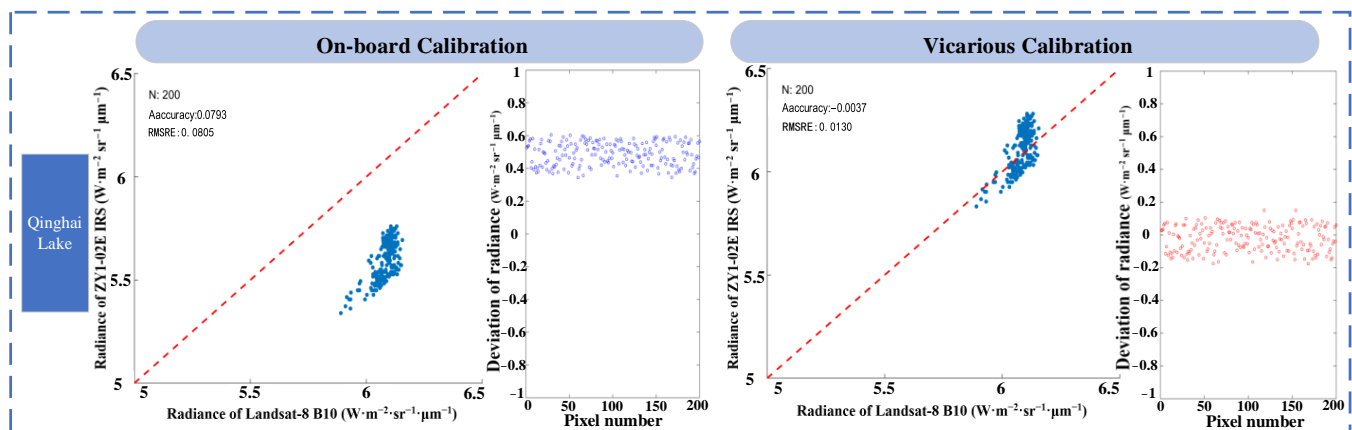 On-board Calibration
Vicarious Calibration
Qinghai
Lake
Radiance of ZY1-02E IRS (W·m⁻² sr⁻¹ μm⁻¹)
6.5
6
5.5
5
N: 200
Aaccuracy:0.0793
RMSRE: 0.0805
5
5.5
6
6.5
Radiance of Landsat-8 B10 (W·m⁻²·sr⁻¹·μm⁻¹)
Deviation of radiance (W·m⁻² sr⁻¹ μm⁻¹)
1
0.8
0.6
0.4
0.2
0
−0.2
−0.4
−0.6
−0.8
−1
0
50
100
150
200
Pixel number
Radiance of ZY1-02E IRS (W·m⁻² sr⁻¹ μm⁻¹)
6.5
6
5.5
5
N: 200
Aaccuracy:−0.0037
RMSRE: 0.0130
5
5.5
6
6.5
Radiance of Landsat-8 B10 (W·m⁻²·sr⁻¹·μm⁻¹)
Deviation of radiance (W·m⁻² sr⁻¹ μm⁻¹)
1
0.8
0.6
0.4
0.2
0
−0.2
−0.4
−0.6
−0.8
−1
0
50
100
150
200
Pixel number